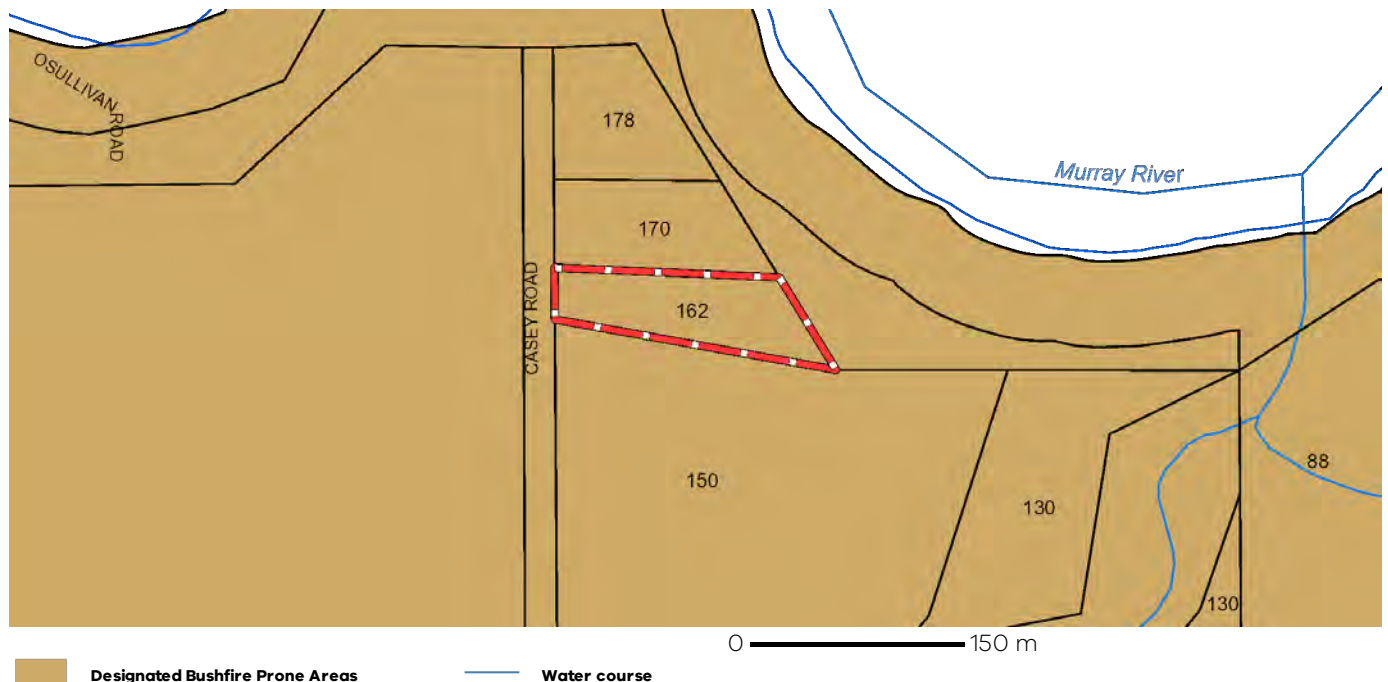 OSULLIVAN ROAD
178
Murray River
170
CASEY ROAD
162
150
88
130
130
0 150 m
Designated Bushfire Prone Areas
Water course